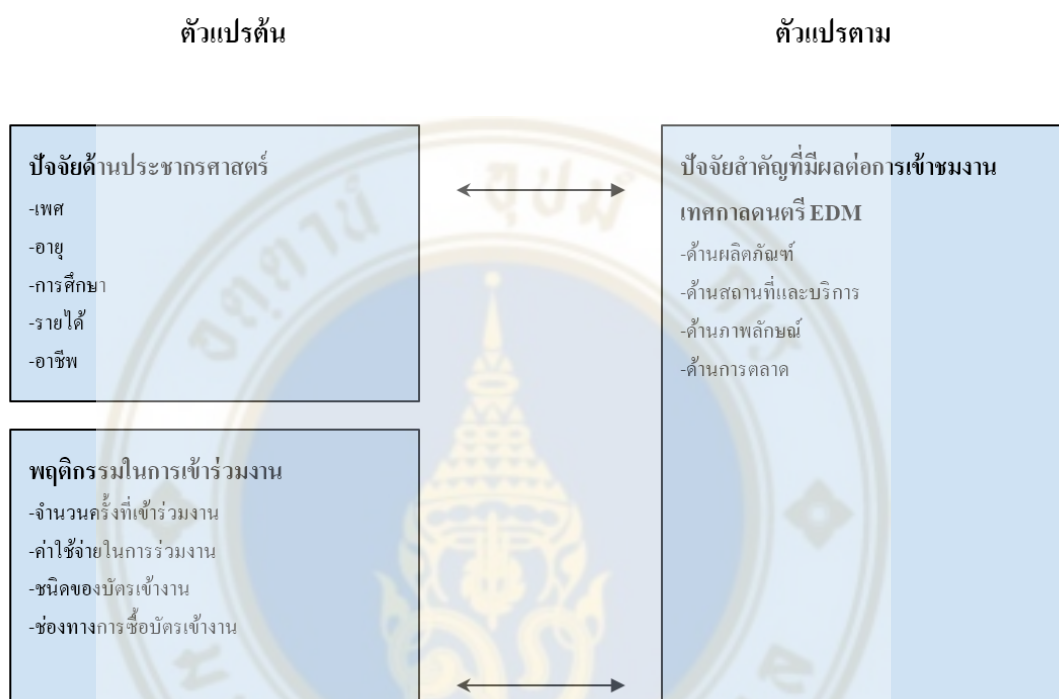 ตัวแปรต้น
ตัวแปรตาม
ปัจจัยด้านประชากรศาสตร์
-เพศ
-อายุ
-การศึกษา
-รายได้
-อาชีพ
พฤติกรรมในการเข้าร่วมงาน
-จำนวนครั้งที่เข้าร่วมงาน
-ค่าใช้จ่ายในการร่วมงาน
-ชนิดของบัตรเข้างาน
-ช่องทางการซื้อบัตรเข้างาน
ปัจจัยสำคัญที่มีผลต่อการเข้าชมงาน
เทศกาลดนตรี EDM
-ด้านผลิตภัณฑ์
-ด้านสถานที่และบริการ
-ด้านภาพลักษณ์
-ด้านการตลาด